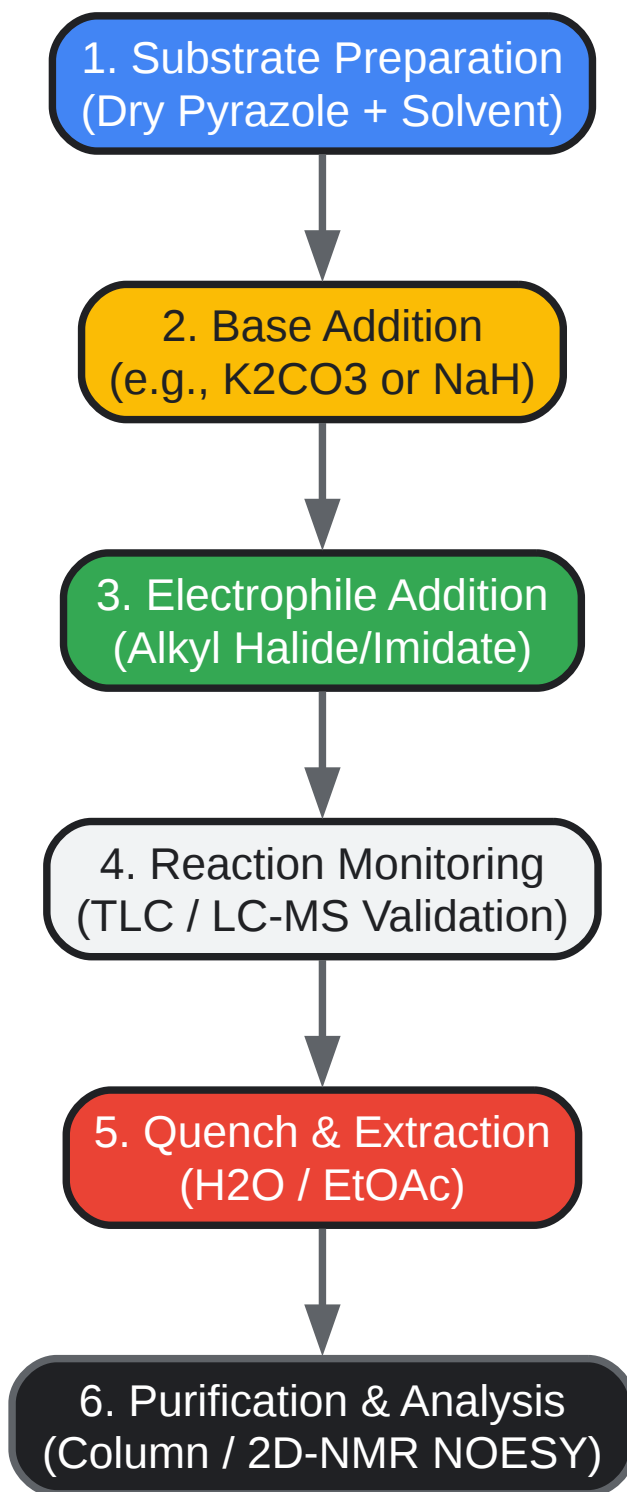 1. Substrate Preparation
(Dry Pyrazole + Solvent)
2. Base Addition
(e.g., K2CO3 or NaH)
3. Electrophile Addition
(Alkyl Halide/Imidate)
4. Reaction Monitoring
(TLC / LC-MS Validation)
5. Quench & Extraction
(H2O / EtOAc)
6. Purification & Analysis
(Column / 2D-NMR NOESY)